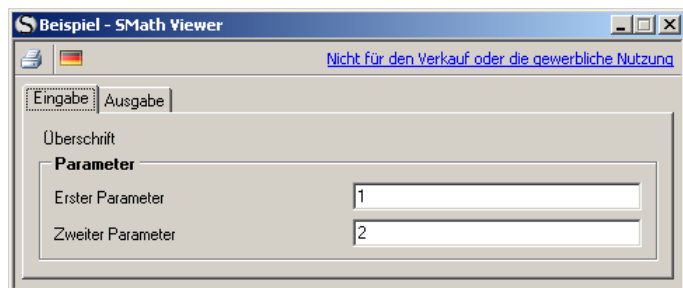 Beispiel - SMath Viewer
Nicht für den Verkauf oder die gewerbliche Nutzung
Eingabe Ausgabe
Überschrift
Parameter
Erster Parameter 1
Zweiter Parameter 2